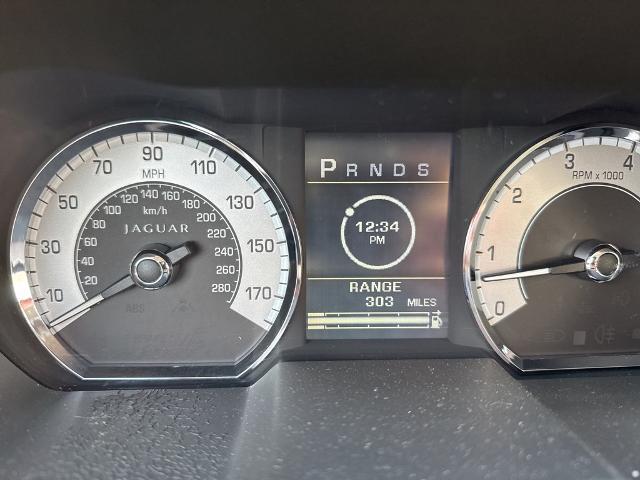 10 30 50 70 90 110 130 150 170
MPH
20 40 60 80 100 120 140 160 180 200 220 240 260 280
km/h
JAGUAR
ABS
P R N D S
12:34
PM
RANGE
303 MILES
0 1 2 3 4
RPM x 1000